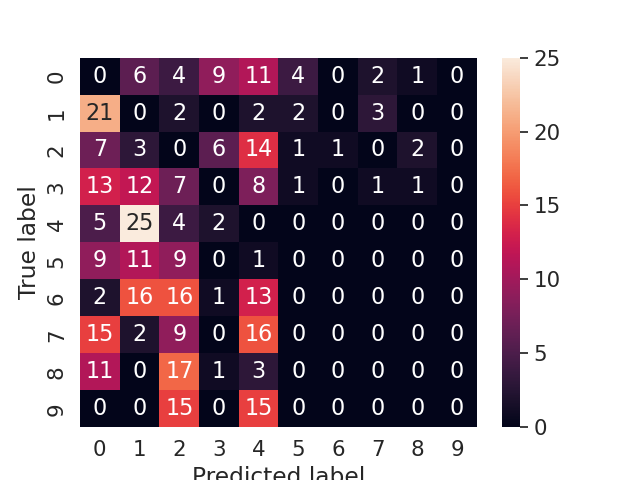 0 0 6 4 9 11 4 0 2 1 0
1 21 0 2 0 2 2 0 3 0 0
2 7 3 0 6 14 1 1 0 2 0
3 13 12 7 0 8 1 0 1 1 0
4 5 25 4 2 0 0 0 0 0 0
5 9 11 9 0 1 0 0 0 0 0
6 2 16 16 1 13 0 0 0 0 0
7 15 2 9 0 16 0 0 0 0 0
8 11 0 17 1 3 0 0 0 0 0
9 0 0 15 0 15 0 0 0 0 0
0 1 2 3 4 5 6 7 8 9
Predicted label
True label
25
20
15
10
5
0